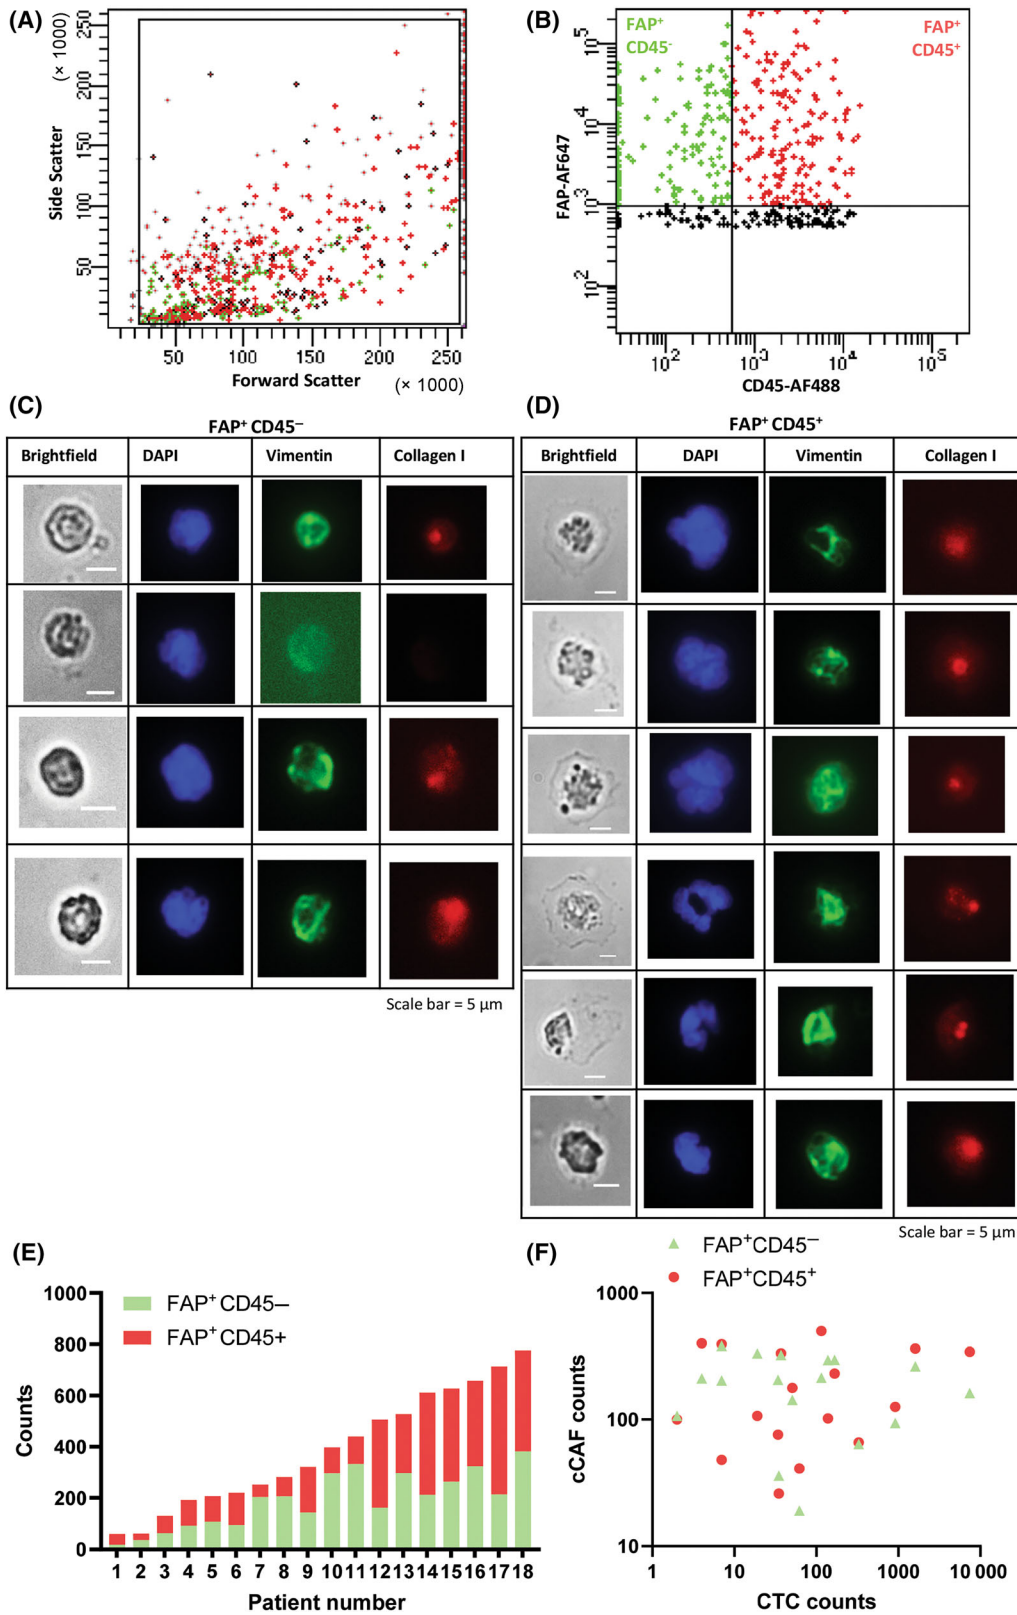 (A)
(× 1000)
Side Scatter
250
200
150
100
50
50 100 150 200 250
Forward Scatter (× 1000)
(B)
FAP+
CD45-
FAP+
CD45+
FAP-AF647
10^5
10^4
10^3
10^2
10^2 10^3 10^4 10^5
CD45-AF488
(C)
FAP+ CD45–
Brightfield DAPI Vimentin Collagen I
Scale bar = 5 µm
(D)
FAP+ CD45+
Brightfield DAPI Vimentin Collagen I
Scale bar = 5 µm
(E)
FAP+ CD45–
FAP+ CD45+
Counts
1000
800
600
400
200
0
1 2 3 4 5 6 7 8 9 10 11 12 13 14 15 16 17 18
Patient number
(F)
FAP+CD45–
FAP+CD45+
cCAF counts
1000
100
10
1 10 100 1000 10 000
CTC counts